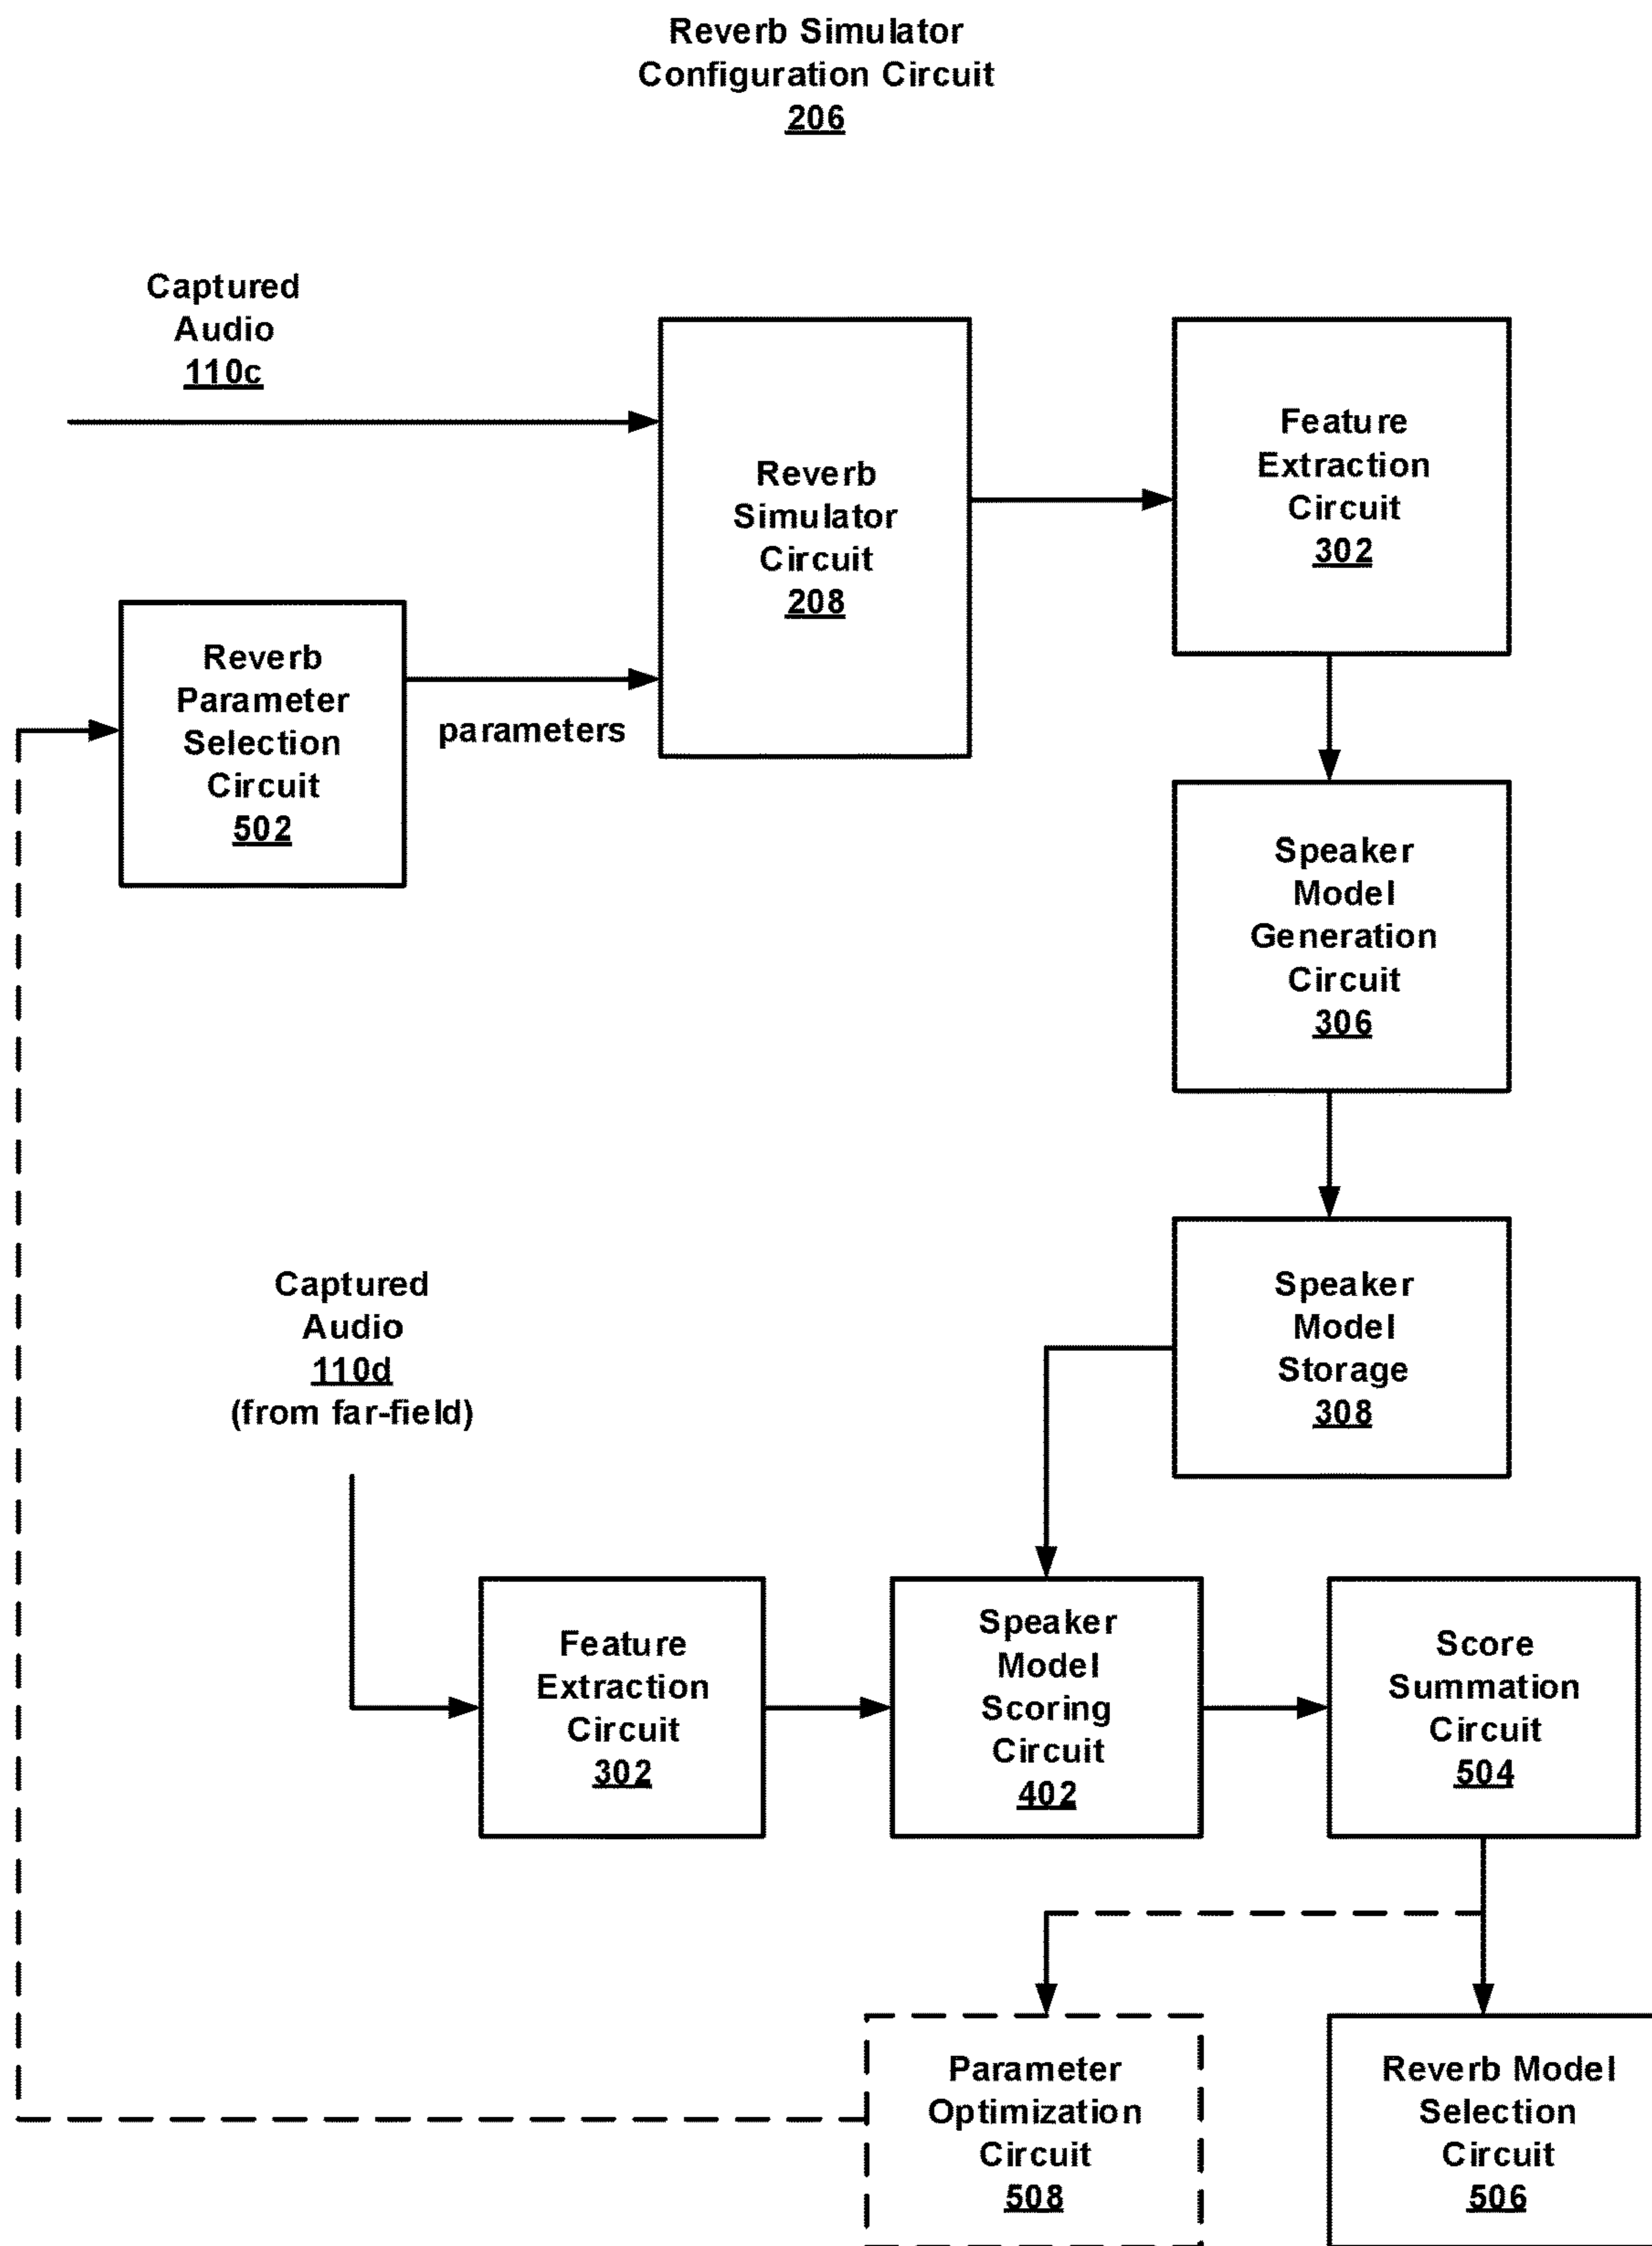 Reverb Simulator
Configuration Circuit
206
Captured
Audio
110c
Reverb
Simulator
Circuit
208
Feature
Extraction
Circuit
302
Reverb
Parameter
Selection
Circuit
502
parameters
Speaker
Model
Generation
Circuit
306
Captured
Audio
110d
(from far-field)
Speaker
Model
Storage
308
Feature
Extraction
Circuit
302
Speaker
Model
Scoring
Circuit
402
Score
Summation
Circuit
504
Parameter
Optimization
Circuit
508
Reverb Model
Selection
Circuit
506